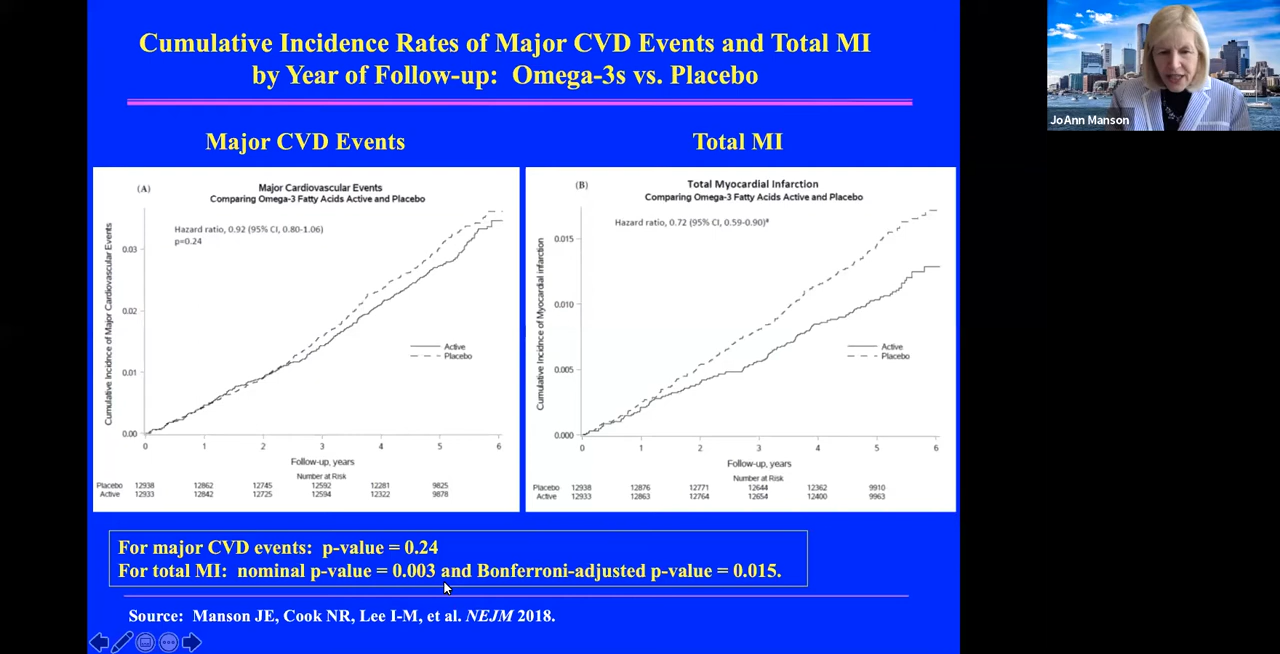 Cumulative Incidence Rates of Major CVD Events and Total MI
by Year of Follow-up: Omega-3s vs. Placebo
JoAnn Manson
Major CVD Events
Total MI
(A)
Major Cardiovascular Events
Comparing Omega-3 Fatty Acids Active and Placebo
Hazard ratio, 0.92 (95% CI, 0.80-1.06)
p=0.24
Cumulative Incidnce of Major Cardiovascular Events
0.03
0.02
0.01
0.00
Active
Placebo
0 1 2 3 4 5 6
Follow-up, years
Number at Risk
Placebo 12938 12862 12745 12592 12281 9825
Active 12933 12842 12725 12594 12322 9878
(B)
Total Myocardial Infarction
Comparing Omega-3 Fatty Acids Active and Placebo
Hazard ratio, 0.72 (95% CI, 0.59-0.90)*
Cumulative Incidnce of Myocardial infarction
0.015
0.010
0.005
0.000
Active
Placebo
0 1 2 3 4 5 6
Follow-up, years
Number at Risk
Placebo 12938 12876 12771 12644 12362 9910
Active 12933 12863 12764 12654 12400 9963
For major CVD events: p-value = 0.24
For total MI: nominal p-value = 0.003 and Bonferroni-adjusted p-value = 0.015.
Source: Manson JE, Cook NR, Lee I-M, et al. NEJM 2018.